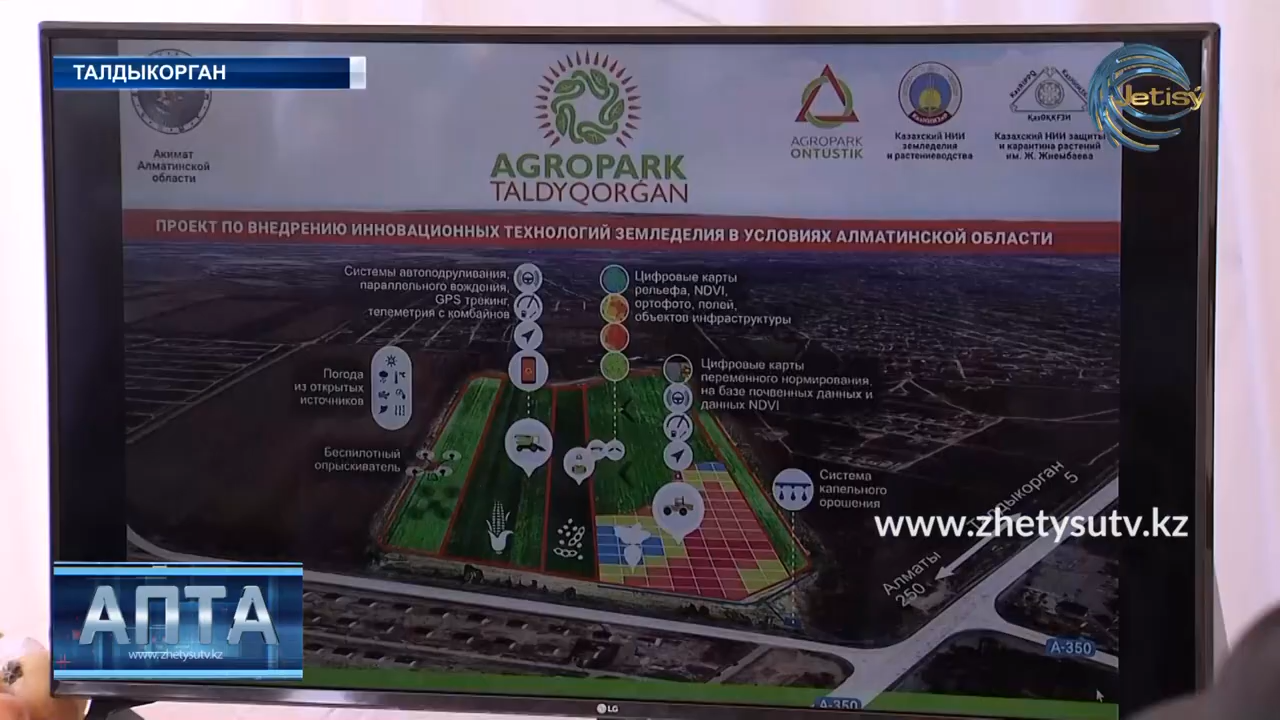 ТАЛДЫКОРГАН
Jetisý
Акимат
Алматинской
области
AGROPARK
TALDYQORǴAN
AGROPARK
ONTUSTIK
Казахский НИИ
земледелия
и растениеводства
ҚазӨҚҚҒЗИ
Казахский НИИ защиты
и карантина растений
им. Ж. Жиембаева
ПРОЕКТ ПО ВНЕДРЕНИЮ ИННОВАЦИОННЫХ ТЕХНОЛОГИЙ ЗЕМЛЕДЕЛИЯ В УСЛОВИЯХ АЛМАТИНСКОЙ ОБЛАСТИ
Системы автоподруливания,
параллельного вождения,
GPS трекинг,
телеметрия с комбайнов
Цифровые карты
рельефа, NDVI,
ортофото, полей,
объектов инфраструктуры
Погода
из открытых
источников
Цифровые карты
переменного нормирования,
на базе почвенных данных и
данных NDVI
Беспилотный
опрыскиватель
Система
капельного
орошения
Талдыкорган
5
www.zhetysutv.kz
Алматы
250
А-350
А-350
АПТА
www.zhetysutv.kz
LG